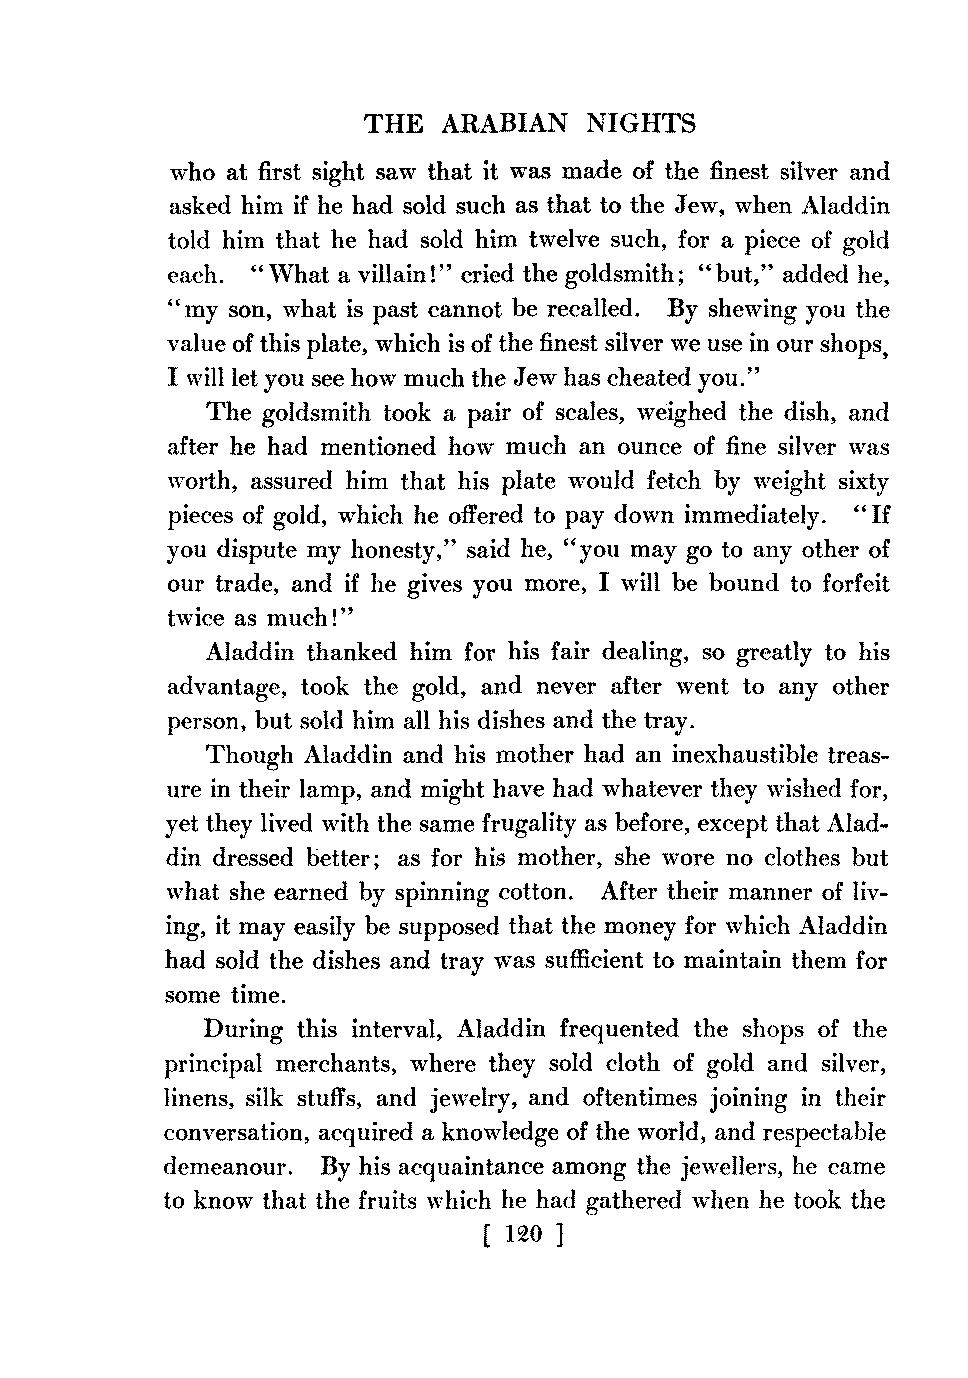 THE ARABIAN NIGHTS
who at first sight saw that it was made of the finest silver and
asked him if he had sold such as that to the Jew, when Aladdin
told him that he had sold him twelve such, for a piece of gold
each. "What a villain!" cried the goldsmith; "but," added he,
"my son, what is past cannot be recalled. By shewing you the
value of this plate, which is of the finest silver we use in our shops,
I will let you see how much the Jew has cheated you."
The goldsmith took a pair of scales, weighed the dish, and
after he had mentioned how much an ounce of fine silver was
worth, assured him that his plate would fetch by weight sixty
pieces of gold, which he offered to pay down immediately. "If
you dispute my honesty," said he, "you may go to any other of
our trade, and if he gives you more, I will be bound to forfeit
twice as much!"
Aladdin thanked him for his fair dealing, so greatly to his
advantage, took the gold, and never after went to any other
person, but sold him all his dishes and the tray.
Though Aladdin and his mother had an inexhaustible treas-
ure in their lamp, and might have had whatever they wished for,
yet they lived with the same frugality as before, except that Alad-
din dressed better; as for his mother, she wore no clothes but
what she earned by spinning cotton. After their manner of liv-
ing, it may easily be supposed that the money for which Aladdin
had sold the dishes and tray was sufficient to maintain them for
some time.
During this interval, Aladdin frequented the shops of the
principal merchants, where they sold cloth of gold and silver,
linens, silk stuffs, and jewelry, and oftentimes joining in their
conversation, acquired a knowledge of the world, and respectable
demeanour. By his acquaintance among the jewellers, he came
to know that the fruits which he had gathered when he took the
[ 120 ]